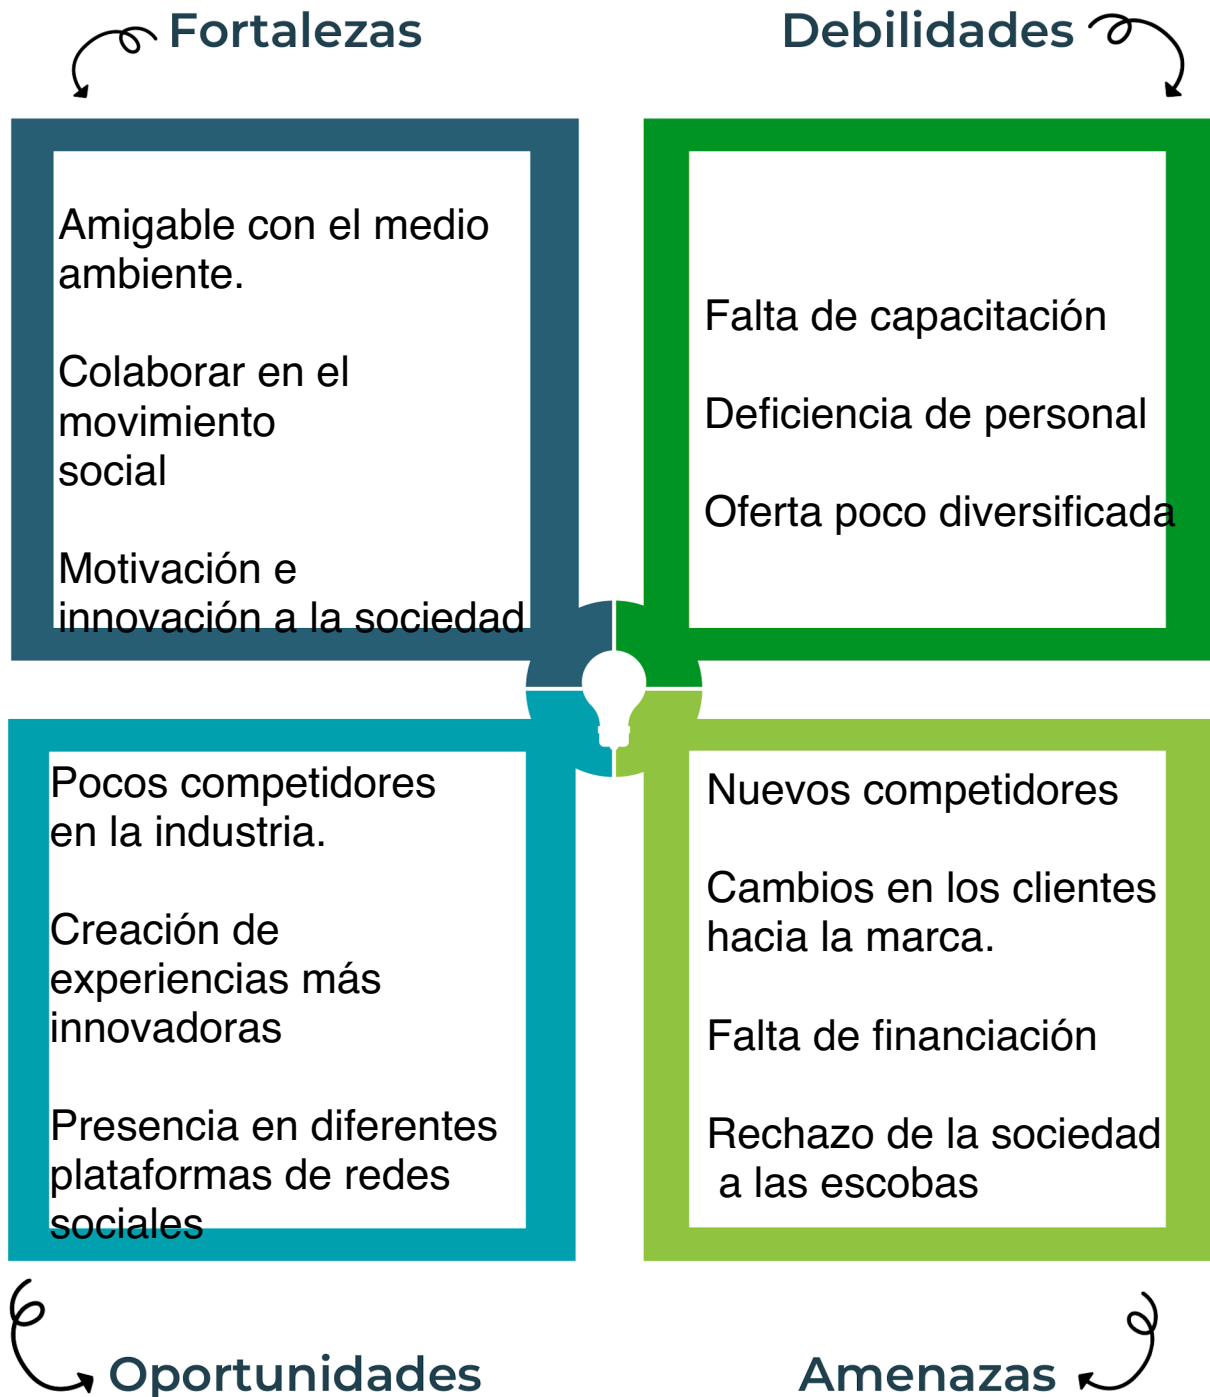 Fortalezas
Amigable con el medio
ambiente.
Colaborar en el
movimiento
social
Motivación e
innovación a la sociedad
Debilidades
Falta de capacitación
Deficiencia de personal
Oferta poco diversificada
Pocos competidores
en la industria.
Creación de
experiencias más
innovadoras
Presencia en diferentes
plataformas de redes
sociales
Oportunidades
Nuevos competidores
Cambios en los clientes
hacia la marca.
Falta de financiación
Rechazo de la sociedad
a las escobas
Amenazas